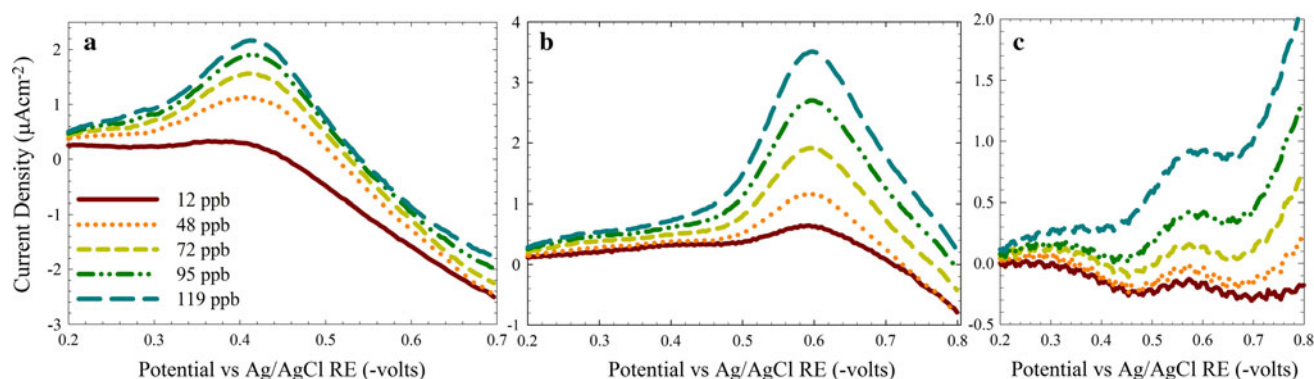 a
2
1
0
-1
-2
-3
0.2 0.3 0.4 0.5 0.6 0.7
12 ppb
48 ppb
72 ppb
95 ppb
119 ppb
Current Density (µAcm-2)
Potential vs Ag/AgCl RE (-volts)
b
4
3
2
1
0
-1
0.2 0.3 0.4 0.5 0.6 0.7 0.8
Potential vs Ag/AgCl RE (-volts)
c
2.0
1.5
1.0
0.5
0.0
-0.5
0.2 0.3 0.4 0.5 0.6 0.7 0.8
Potential vs Ag/AgCl RE (-volts)